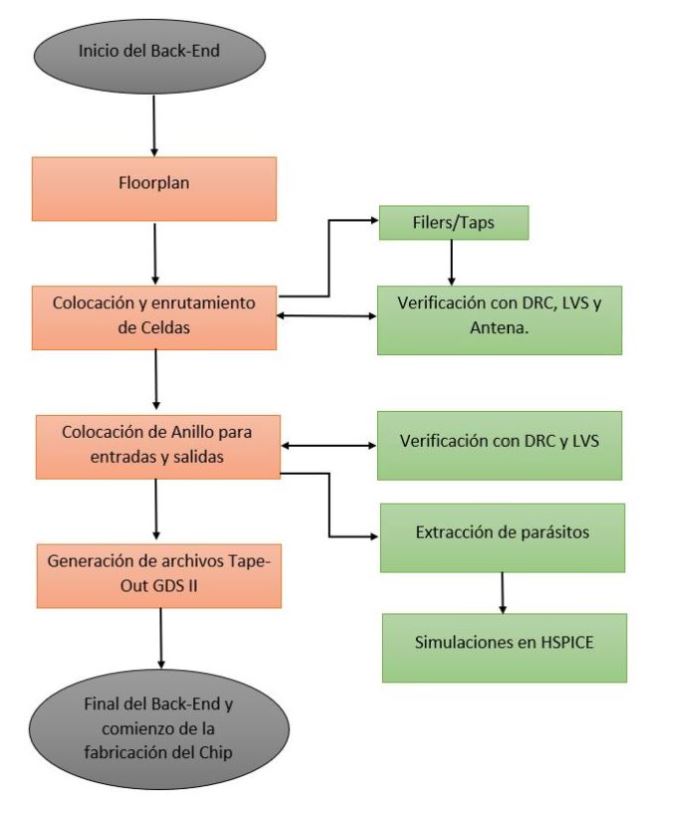 Inicio del Back-End
Floorplan
Filers/Taps
Colocación y enrutamiento
de Celdas
Verificación con DRC, LVS y
Antena.
Colocación de Anillo para
entradas y salidas
Verificación con DRC y LVS
Extracción de parásitos
Generación de archivos Tape-
Out GDS II
Simulaciones en HSPICE
Final del Back-End y
comienzo de la
fabricación del Chip